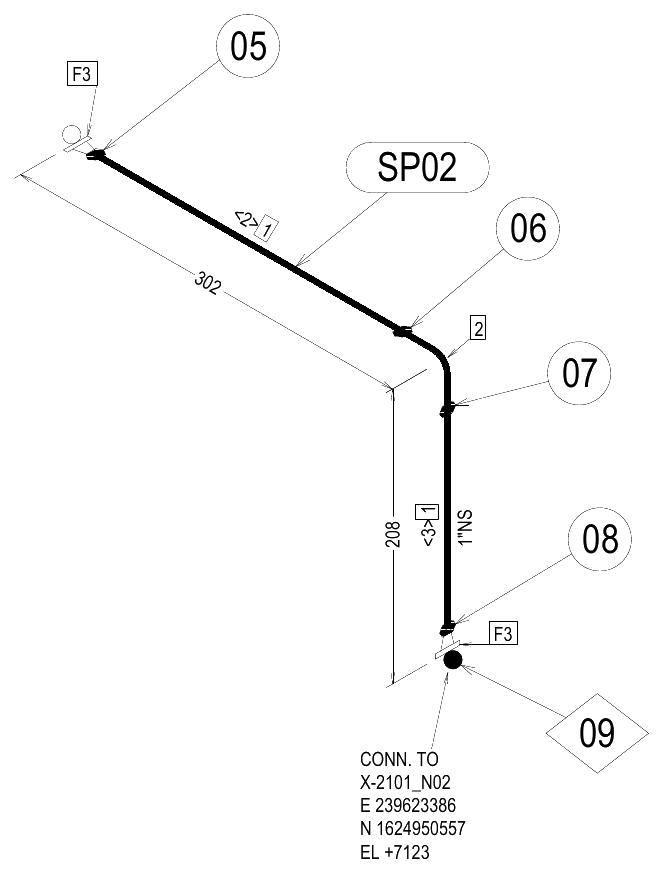 05
F3
SP02
<2> 1
06
302
2
07
208
<3> 1
1"NS
08
F3
09
CONN. TO
X-2101_N02
E 239623386
N 1624950557
EL +7123